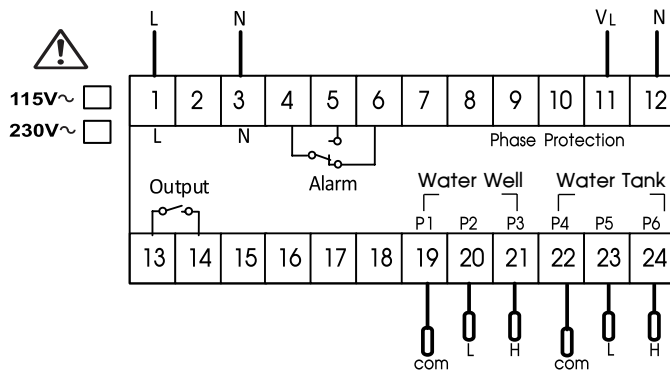 L N VL N
115V~
230V~
1 2 3 4 5 6 7 8 9 10 11 12
L N Phase Protection
Alarm
Output
Water Well Water Tank
P1 P2 P3 P4 P5 P6
13 14 15 16 17 18 19 20 21 22 23 24
com L H com L H